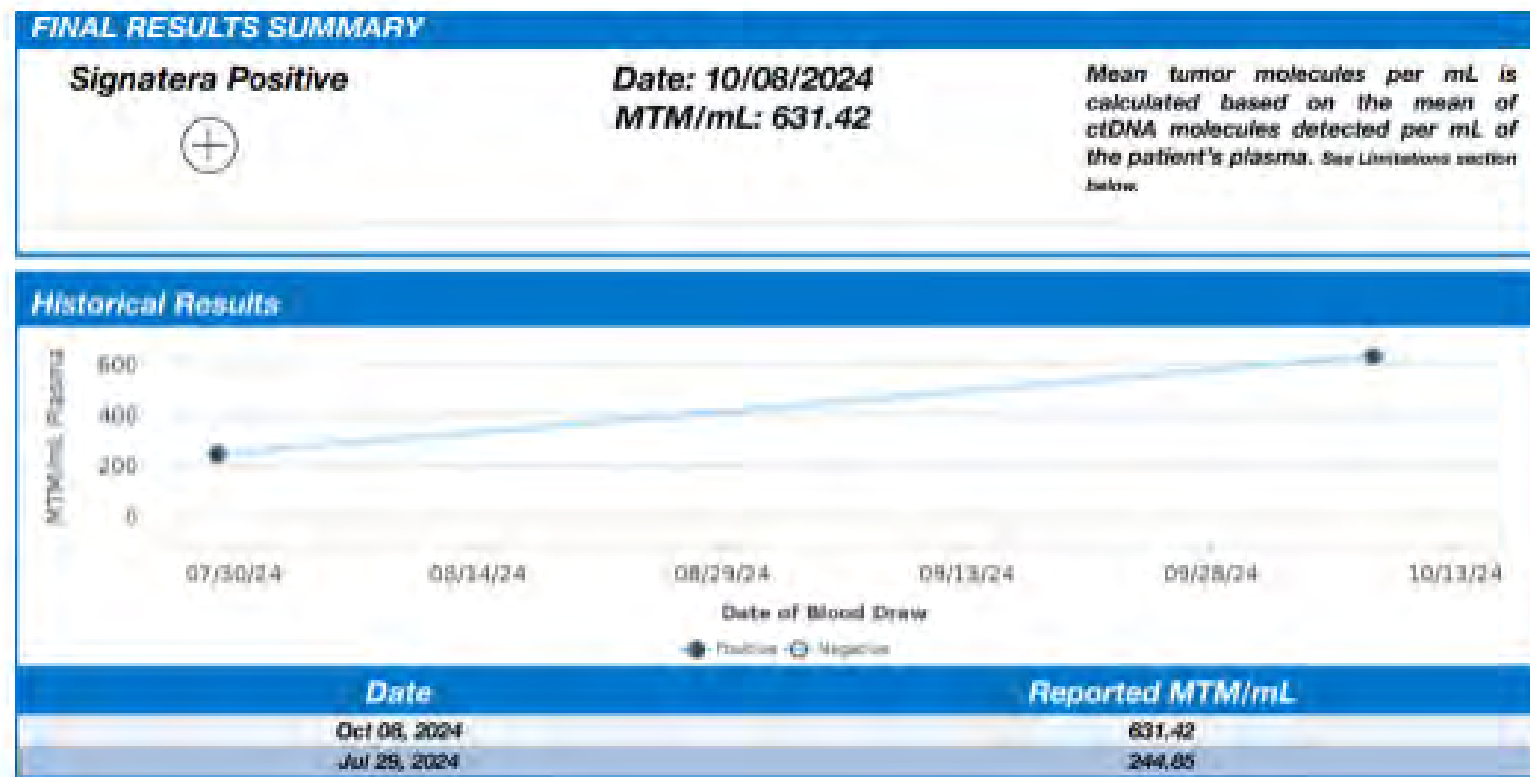 FINAL RESULTS SUMMARY
Signatera Positive
Date: 10/08/2024
MTM/mL: 631.42
Mean tumor molecules per mL is
calculated based on the mean of
ctDNA molecules detected per mL of
the patient's plasma. See Limitations section
below.
Historical Results
MTM/mL Plasma
600
400
200
0
07/30/24 08/14/24 08/29/24 09/13/24 09/28/24 10/13/24
Date of Blood Draw
Positive Negative
Date Reported MTM/mL
Oct 08, 2024 631.42
Jul 29, 2024